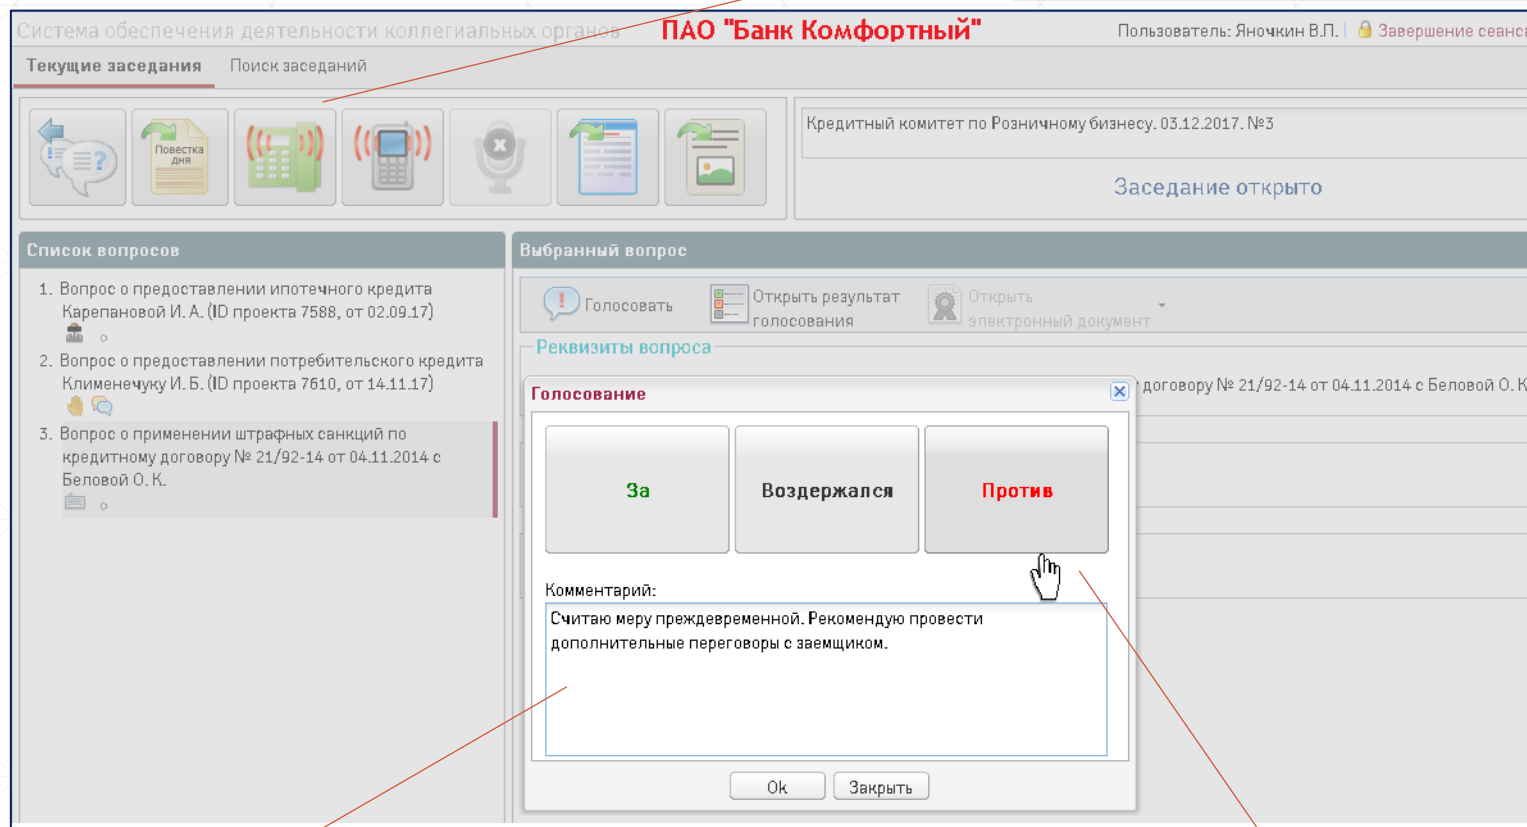 Система обеспечения деятельности коллегиальных органов
ПАО "Банк Комфортный"
Пользователь: Яночкин В.П. | Завершение сеанса
Текущие заседания Поиск заседаний
Повестка
дня
Кредитный комитет по Розничному бизнесу. 03.12.2017. №3
Заседание открыто
Список вопросов
1. Вопрос о предоставлении ипотечного кредита
Карепановой И. А. (ID проекта 7588, от 02.09.17)
2. Вопрос о предоставлении потребительского кредита
Клименечуку И. Б. (ID проекта 7610, от 14.11.17)
3. Вопрос о применении штрафных санкций по
кредитному договору № 21/92-14 от 04.11.2014 с
Беловой О. К.
Выбранный вопрос
Голосовать
Открыть результат
голосования
Открыть
электронный документ
Реквизиты вопроса
договору № 21/92-14 от 04.11.2014 с Беловой О. К
Голосование
За
Воздержался
Против
Комментарий:
Считаю меру преждевременной. Рекомендую провести
дополнительные переговоры с заемщиком.
Ok
Закрыть